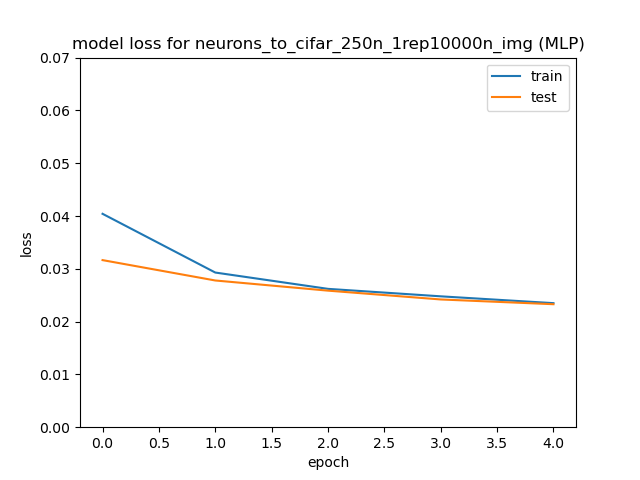 model loss for neurons_to_cifar_250n_1rep10000n_img (MLP)
0.07
0.06
0.05
0.04
0.03
0.02
0.01
0.00
loss
train
test
0.0 0.5 1.0 1.5 2.0 2.5 3.0 3.5 4.0
epoch